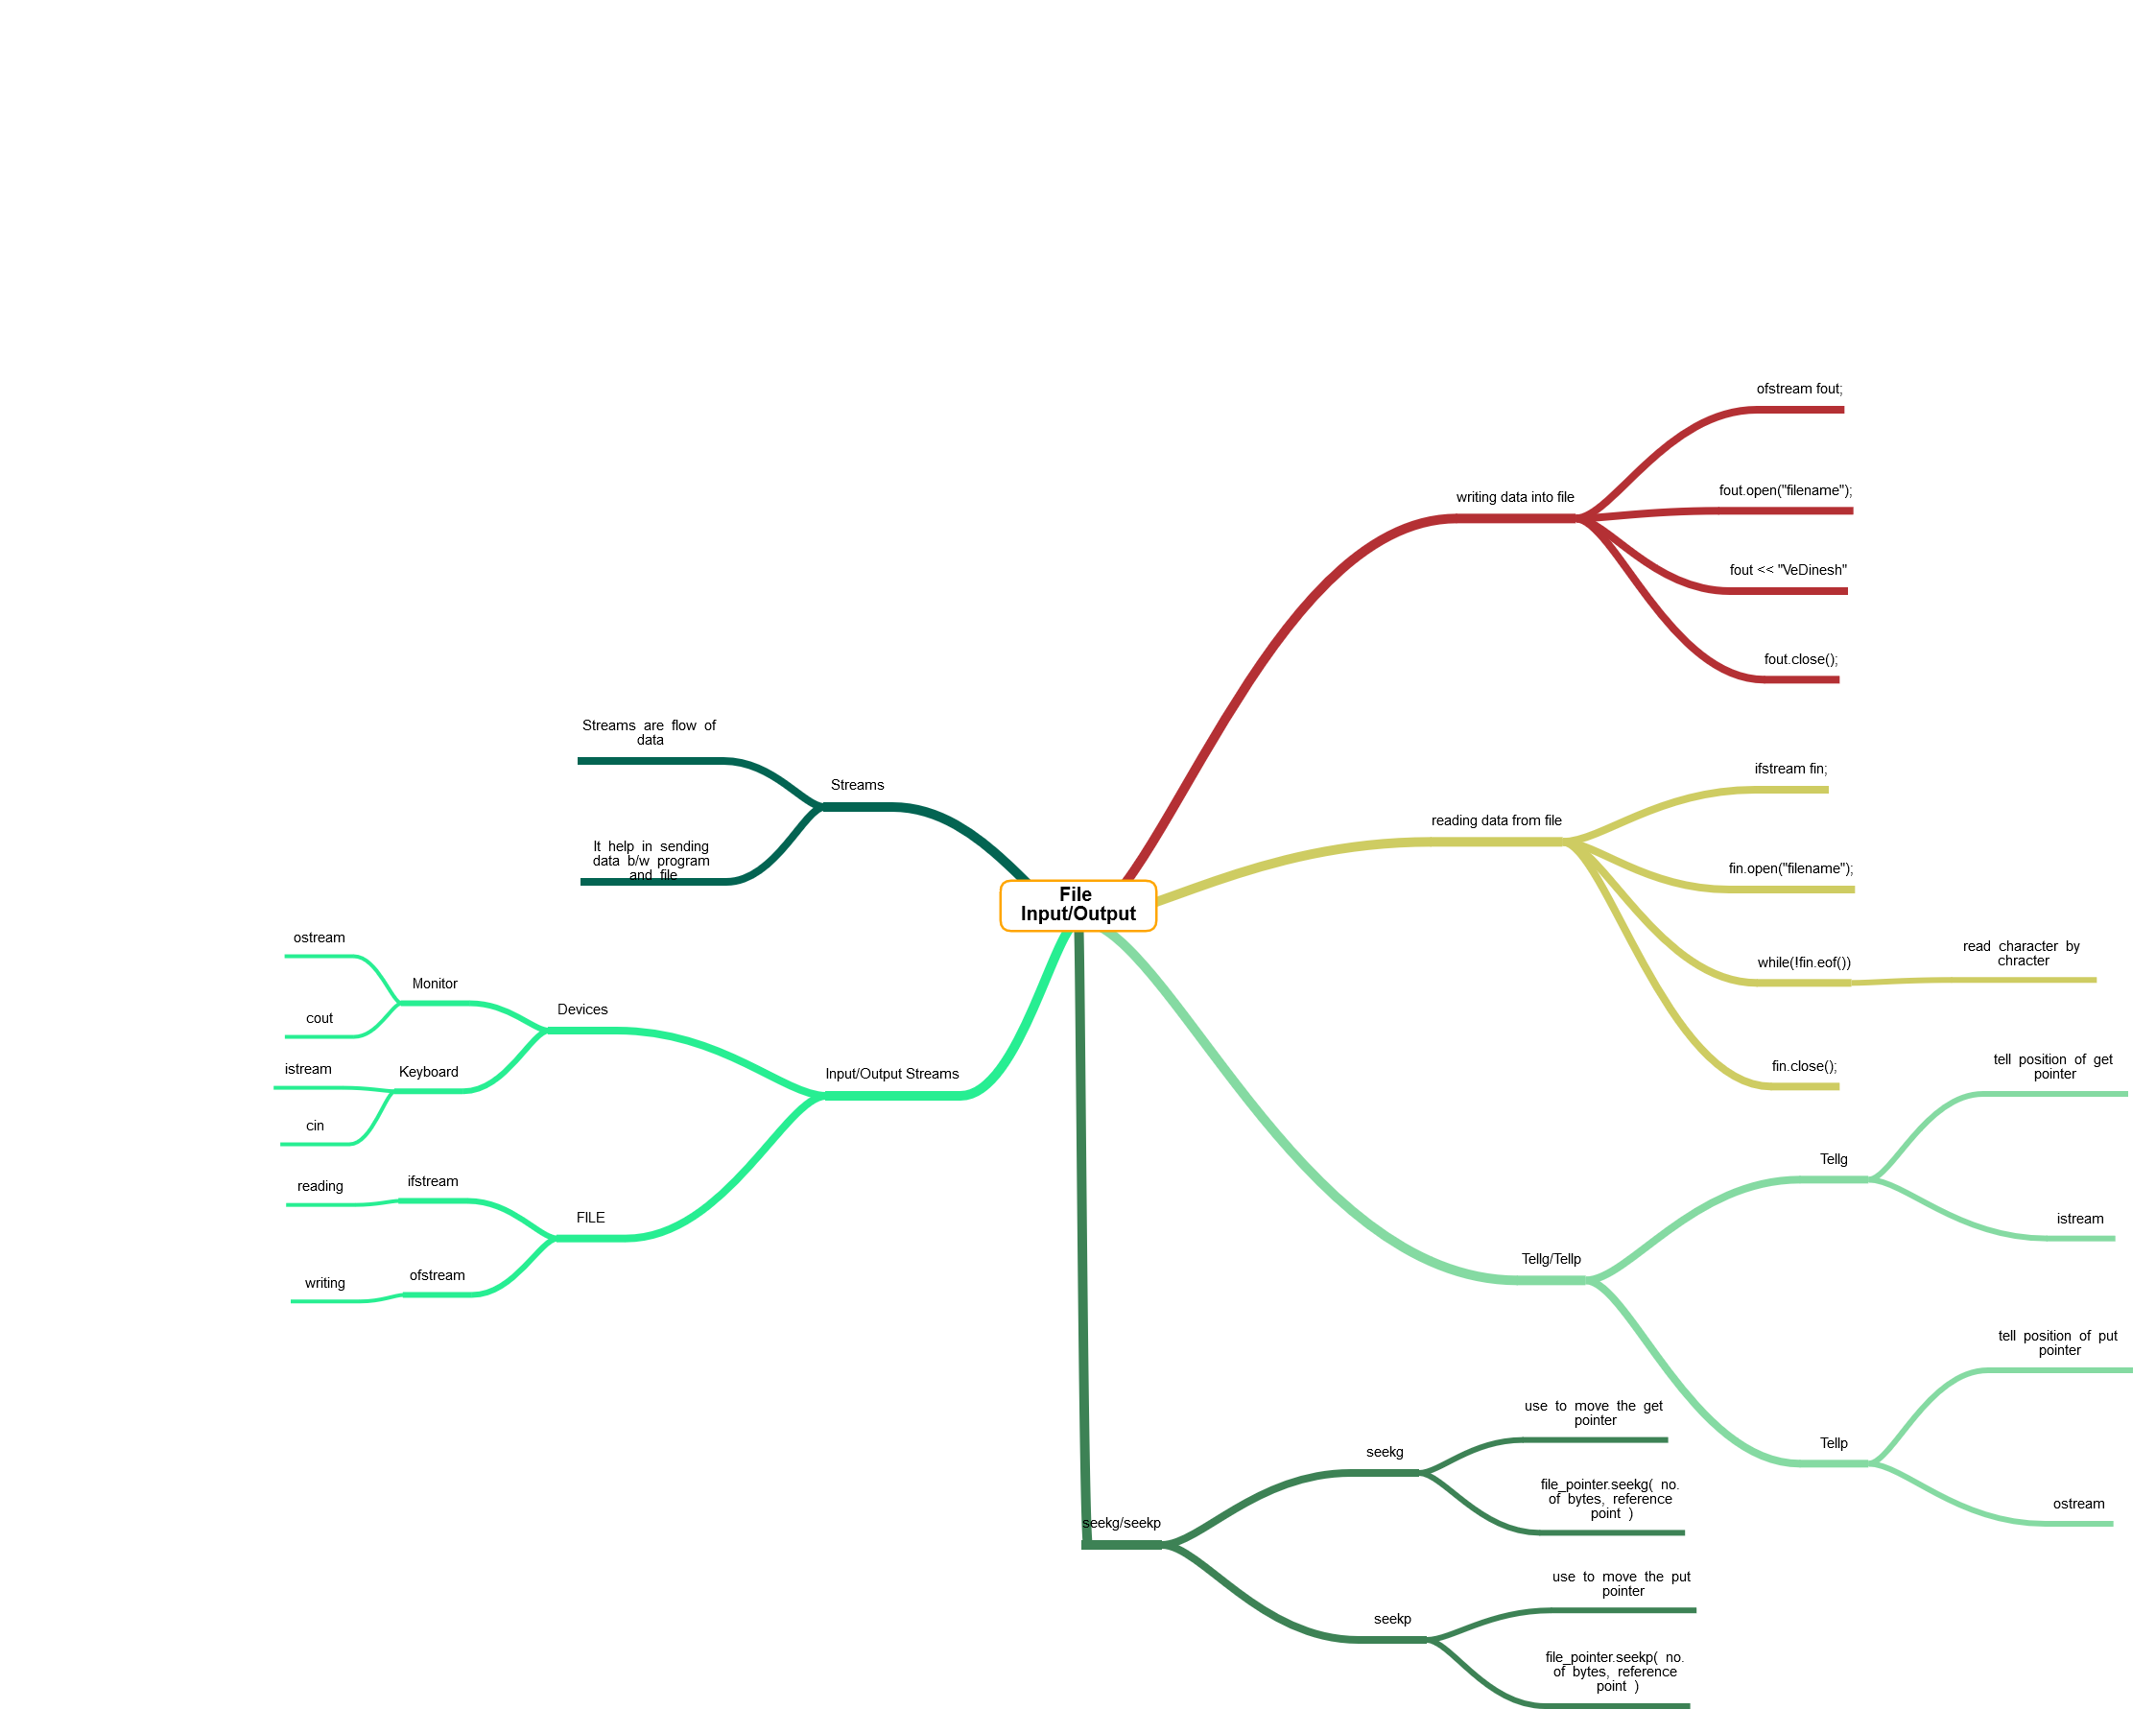 File
Input/Output
writing data into file
ofstream fout;
fout.open("filename");
fout << "VeDinesh"
fout.close();
reading data from file
ifstream fin;
fin.open("filename");
while(!fin.eof())
read character by
chracter
fin.close();
Tellg/Tellp
Tellg
tell position of get
pointer
istream
Tellp
tell position of put
pointer
ostream
seekg/seekp
seekg
use to move the get
pointer
file_pointer.seekg( no.
of bytes, reference
point )
seekp
use to move the put
pointer
file_pointer.seekp( no.
of bytes, reference
point )
Streams
Streams are flow of
data
It help in sending
data b/w program
and file
Input/Output Streams
Devices
Monitor
ostream
cout
Keyboard
istream
cin
FILE
ifstream
reading
ofstream
writing